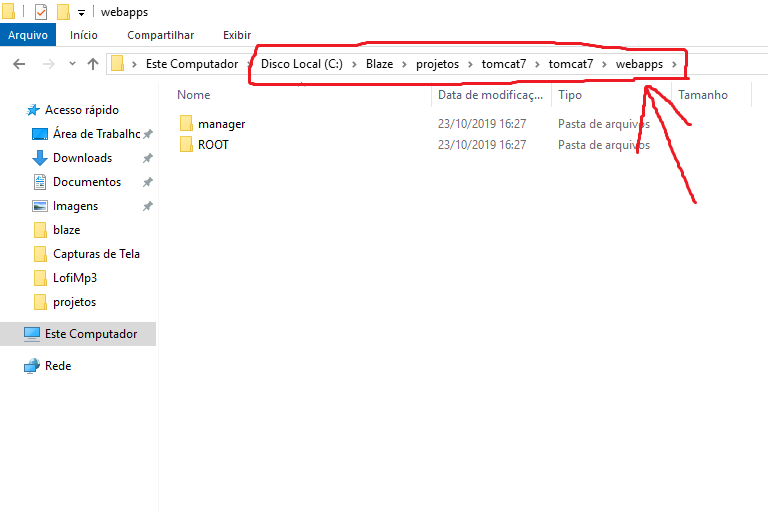 webapps
Arquivo Início Compartilhar Exibir
Este Computador Disco Local (C:) Blaze projetos tomcat7 tomcat7 webapps
Nome Data de modificaç... Tipo Tamanho
manager 23/10/2019 16:27 Pasta de arquivos
ROOT 23/10/2019 16:27 Pasta de arquivos
Acesso rápido
Área de Trabalhc
Downloads
Documentos
Imagens
blaze
Capturas de Tela
LofiMp3
projetos
Este Computador
Rede